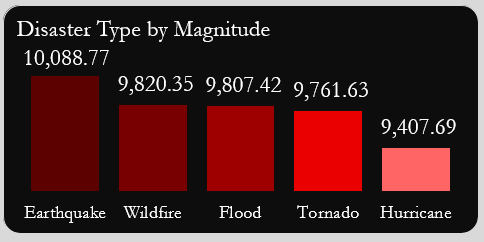 Disaster Type by Magnitude
10,088.77
9,820.35
9,807.42
9,761.63
9,407.69
Earthquake Wildfire Flood Tornado Hurricane